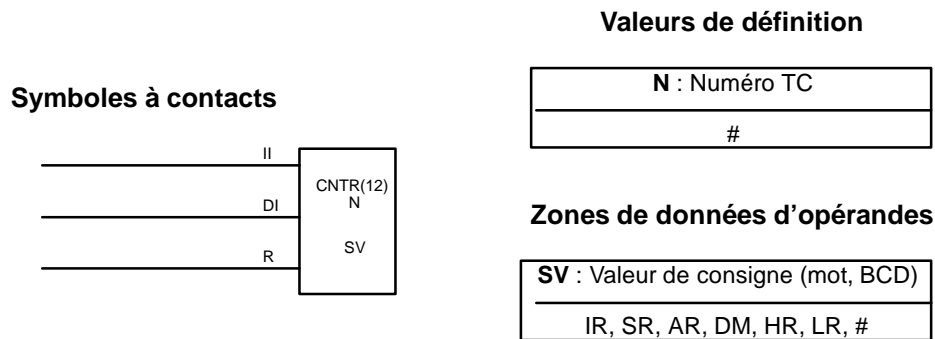 Symboles à contacts
II
DI
R
CNTR(12)
N
SV
Valeurs de définition
N : Numéro TC
#
Zones de données d’opérandes
SV : Valeur de consigne (mot, BCD)
IR, SR, AR, DM, HR, LR, #